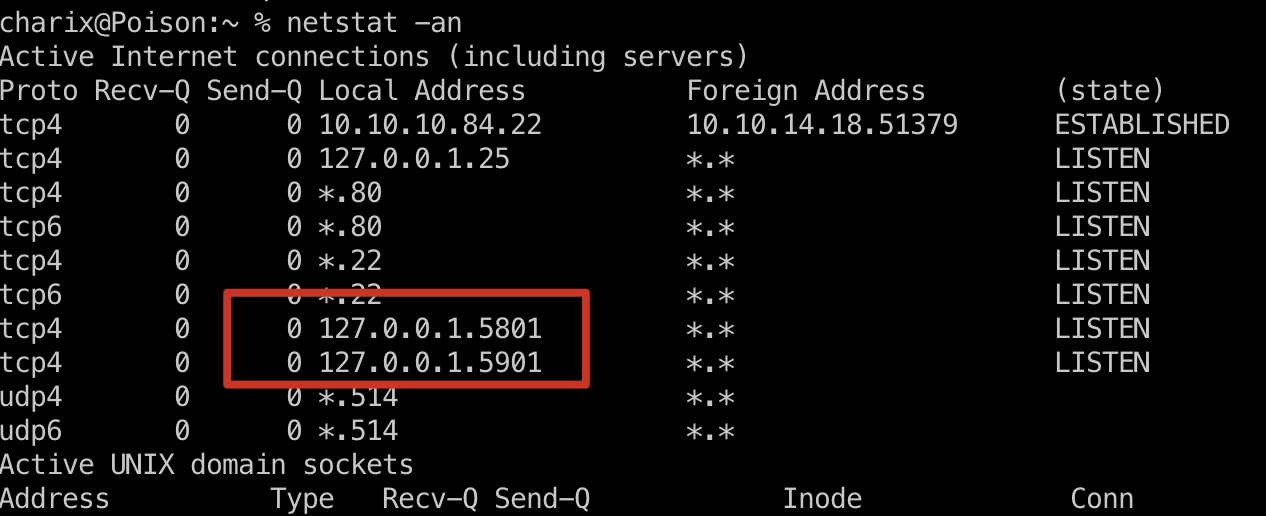 charix@Poison:~ % netstat -an
Active Internet connections (including servers)
Proto Recv-Q Send-Q Local Address          Foreign Address        (state)
tcp4       0      0 10.10.10.84.22         10.10.14.18.51379      ESTABLISHED
tcp4       0      0 127.0.0.1.25           *.*                    LISTEN
tcp4       0      0 *.80                   *.*                    LISTEN
tcp6       0      0 *.80                   *.*                    LISTEN
tcp4       0      0 *.22                   *.*                    LISTEN
tcp6       0      0 *.22                   *.*                    LISTEN
tcp4       0      0 127.0.0.1.5801         *.*                    LISTEN
tcp4       0      0 127.0.0.1.5901         *.*                    LISTEN
udp4       0      0 *.514                  *.*
udp6       0      0 *.514                  *.*
Active UNIX domain sockets
Address          Type   Recv-Q Send-Q            Inode             Conn